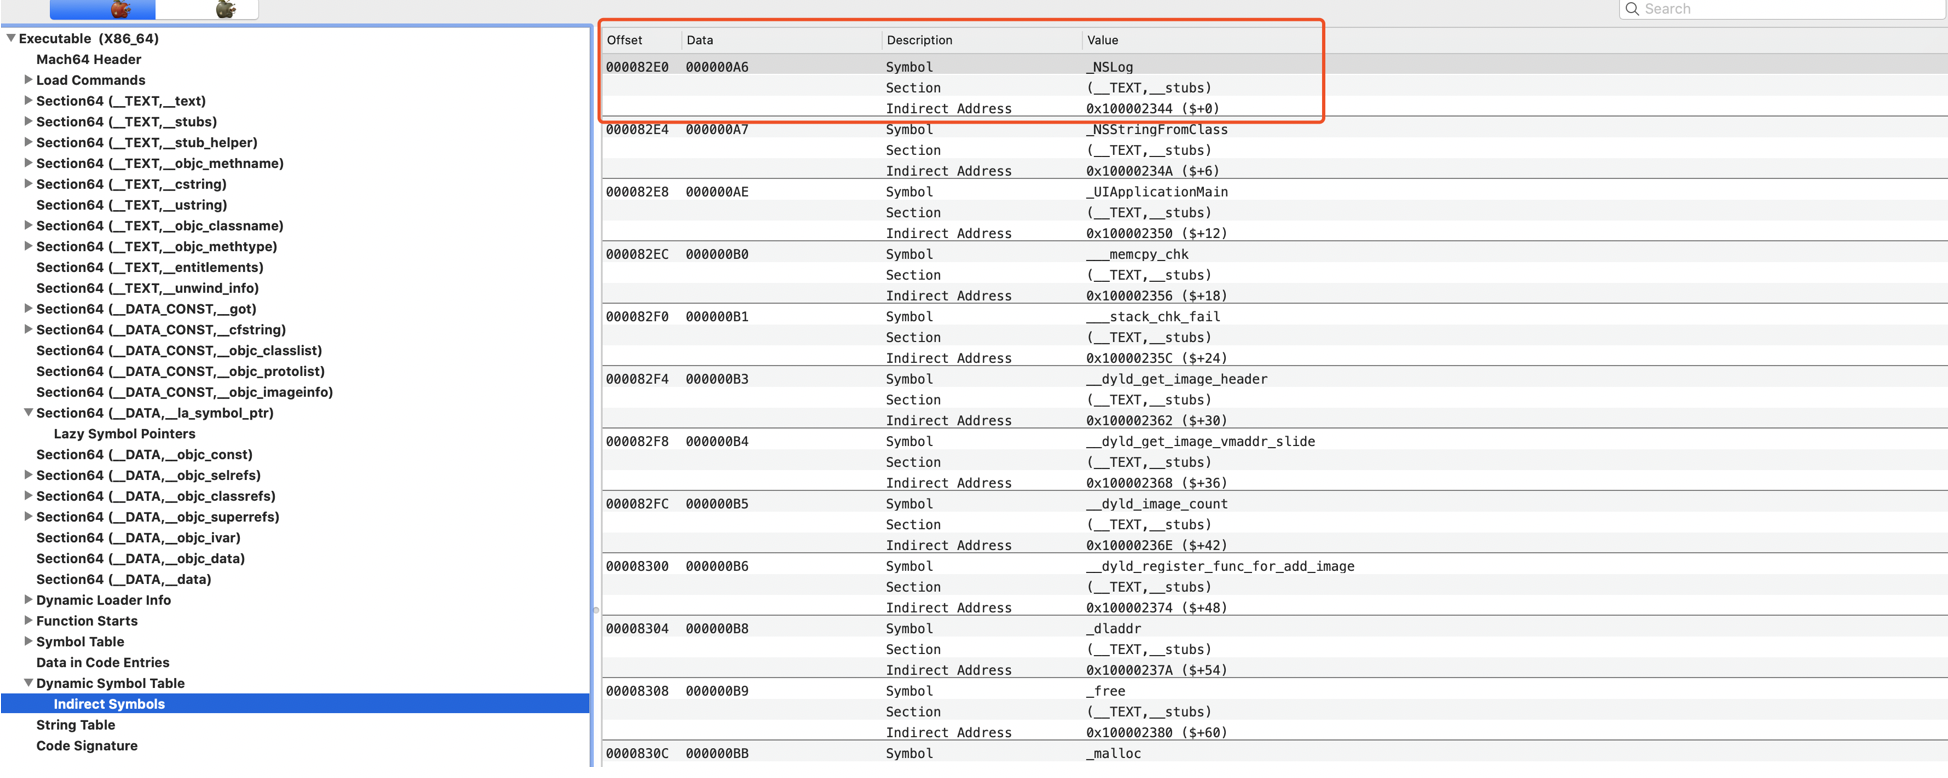 Search
Executable (X86_64)
Mach64 Header
Load Commands
Section64 (__TEXT,__text)
Section64 (__TEXT,__stubs)
Section64 (__TEXT,__stub_helper)
Section64 (__TEXT,__objc_methname)
Section64 (__TEXT,__cstring)
Section64 (__TEXT,__ustring)
Section64 (__TEXT,__objc_classname)
Section64 (__TEXT,__objc_methtype)
Section64 (__TEXT,__entitlements)
Section64 (__TEXT,__unwind_info)
Section64 (__DATA_CONST,__got)
Section64 (__DATA_CONST,__cfstring)
Section64 (__DATA_CONST,__objc_classlist)
Section64 (__DATA_CONST,__objc_protolist)
Section64 (__DATA_CONST,__objc_imageinfo)
Section64 (__DATA,__la_symbol_ptr)
Lazy Symbol Pointers
Section64 (__DATA,__objc_const)
Section64 (__DATA,__objc_selrefs)
Section64 (__DATA,__objc_classrefs)
Section64 (__DATA,__objc_superrefs)
Section64 (__DATA,__objc_ivar)
Section64 (__DATA,__objc_data)
Section64 (__DATA,__data)
Dynamic Loader Info
Function Starts
Symbol Table
Data in Code Entries
Dynamic Symbol Table
Indirect Symbols
String Table
Code Signature
Offset Data Description Value
000082E0 000000A6 Symbol _NSLog
Section (__TEXT,__stubs)
Indirect Address 0x100002344 ($+0)
000082E4 000000A7 Symbol _NSStringFromClass
Section (__TEXT,__stubs)
Indirect Address 0x10000234A ($+6)
000082E8 000000AE Symbol _UIApplicationMain
Section (__TEXT,__stubs)
Indirect Address 0x100002350 ($+12)
000082EC 000000B0 Symbol ___memcpy_chk
Section (__TEXT,__stubs)
Indirect Address 0x100002356 ($+18)
000082F0 000000B1 Symbol ___stack_chk_fail
Section (__TEXT,__stubs)
Indirect Address 0x10000235C ($+24)
000082F4 000000B3 Symbol __dyld_get_image_header
Section (__TEXT,__stubs)
Indirect Address 0x100002362 ($+30)
000082F8 000000B4 Symbol __dyld_get_image_vmaddr_slide
Section (__TEXT,__stubs)
Indirect Address 0x100002368 ($+36)
000082FC 000000B5 Symbol __dyld_image_count
Section (__TEXT,__stubs)
Indirect Address 0x10000236E ($+42)
00008300 000000B6 Symbol __dyld_register_func_for_add_image
Section (__TEXT,__stubs)
Indirect Address 0x100002374 ($+48)
00008304 000000B8 Symbol _dladdr
Section (__TEXT,__stubs)
Indirect Address 0x10000237A ($+54)
00008308 000000B9 Symbol _free
Section (__TEXT,__stubs)
Indirect Address 0x100002380 ($+60)
0000830C 000000BB Symbol _malloc